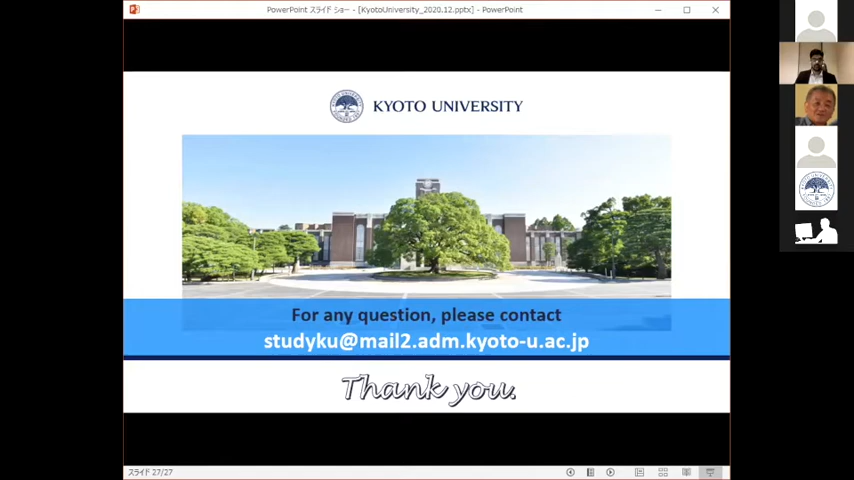 PowerPoint スライド ショー - [KyotoUniversity_2020.12.pptx] - PowerPoint
KYOTO UNIVERSITY
For any question, please contact
studyku@mail2.adm.kyoto-u.ac.jp
Thank you.
スライド 27/27